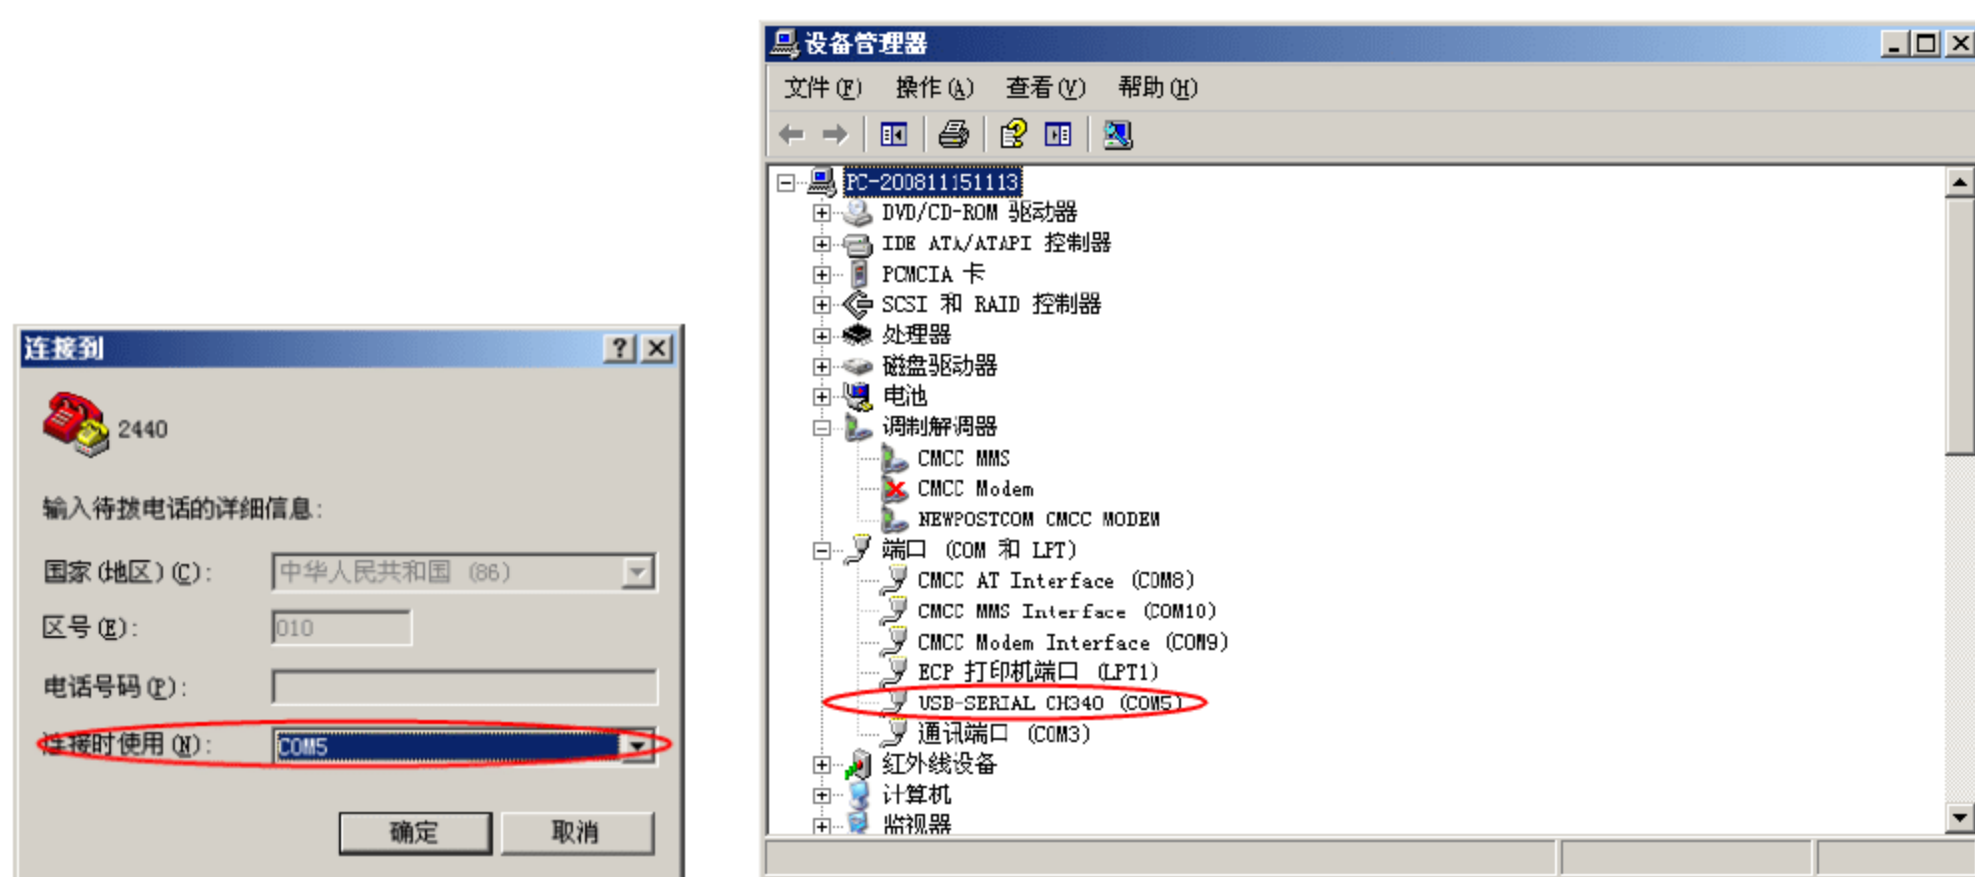 连接到
2440
输入待拨电话的详细信息:
国家(地区)(C): 中华人民共和国 (86)
区号(E): 010
电话号码(P):
连接时使用(N): COM5
确定 取消
设备管理器
文件(F) 操作(A) 查看(V) 帮助(H)
PC-200811151113
DVD/CD-ROM 驱动器
IDE ATA/ATAPI 控制器
PCMCIA 卡
SCSI 和 RAID 控制器
处理器
磁盘驱动器
电池
调制解调器
CMCC MMS
CMCC Modem
NEWPOSTCOM CMCC MODEM
端口 (COM 和 LPT)
CMCC AT Interface (COM8)
CMCC MMS Interface (COM10)
CMCC Modem Interface (COM9)
ECP 打印机端口 (LPT1)
USB-SERIAL CH340 (COM5)
通讯端口 (COM3)
红外线设备
计算机
监视器